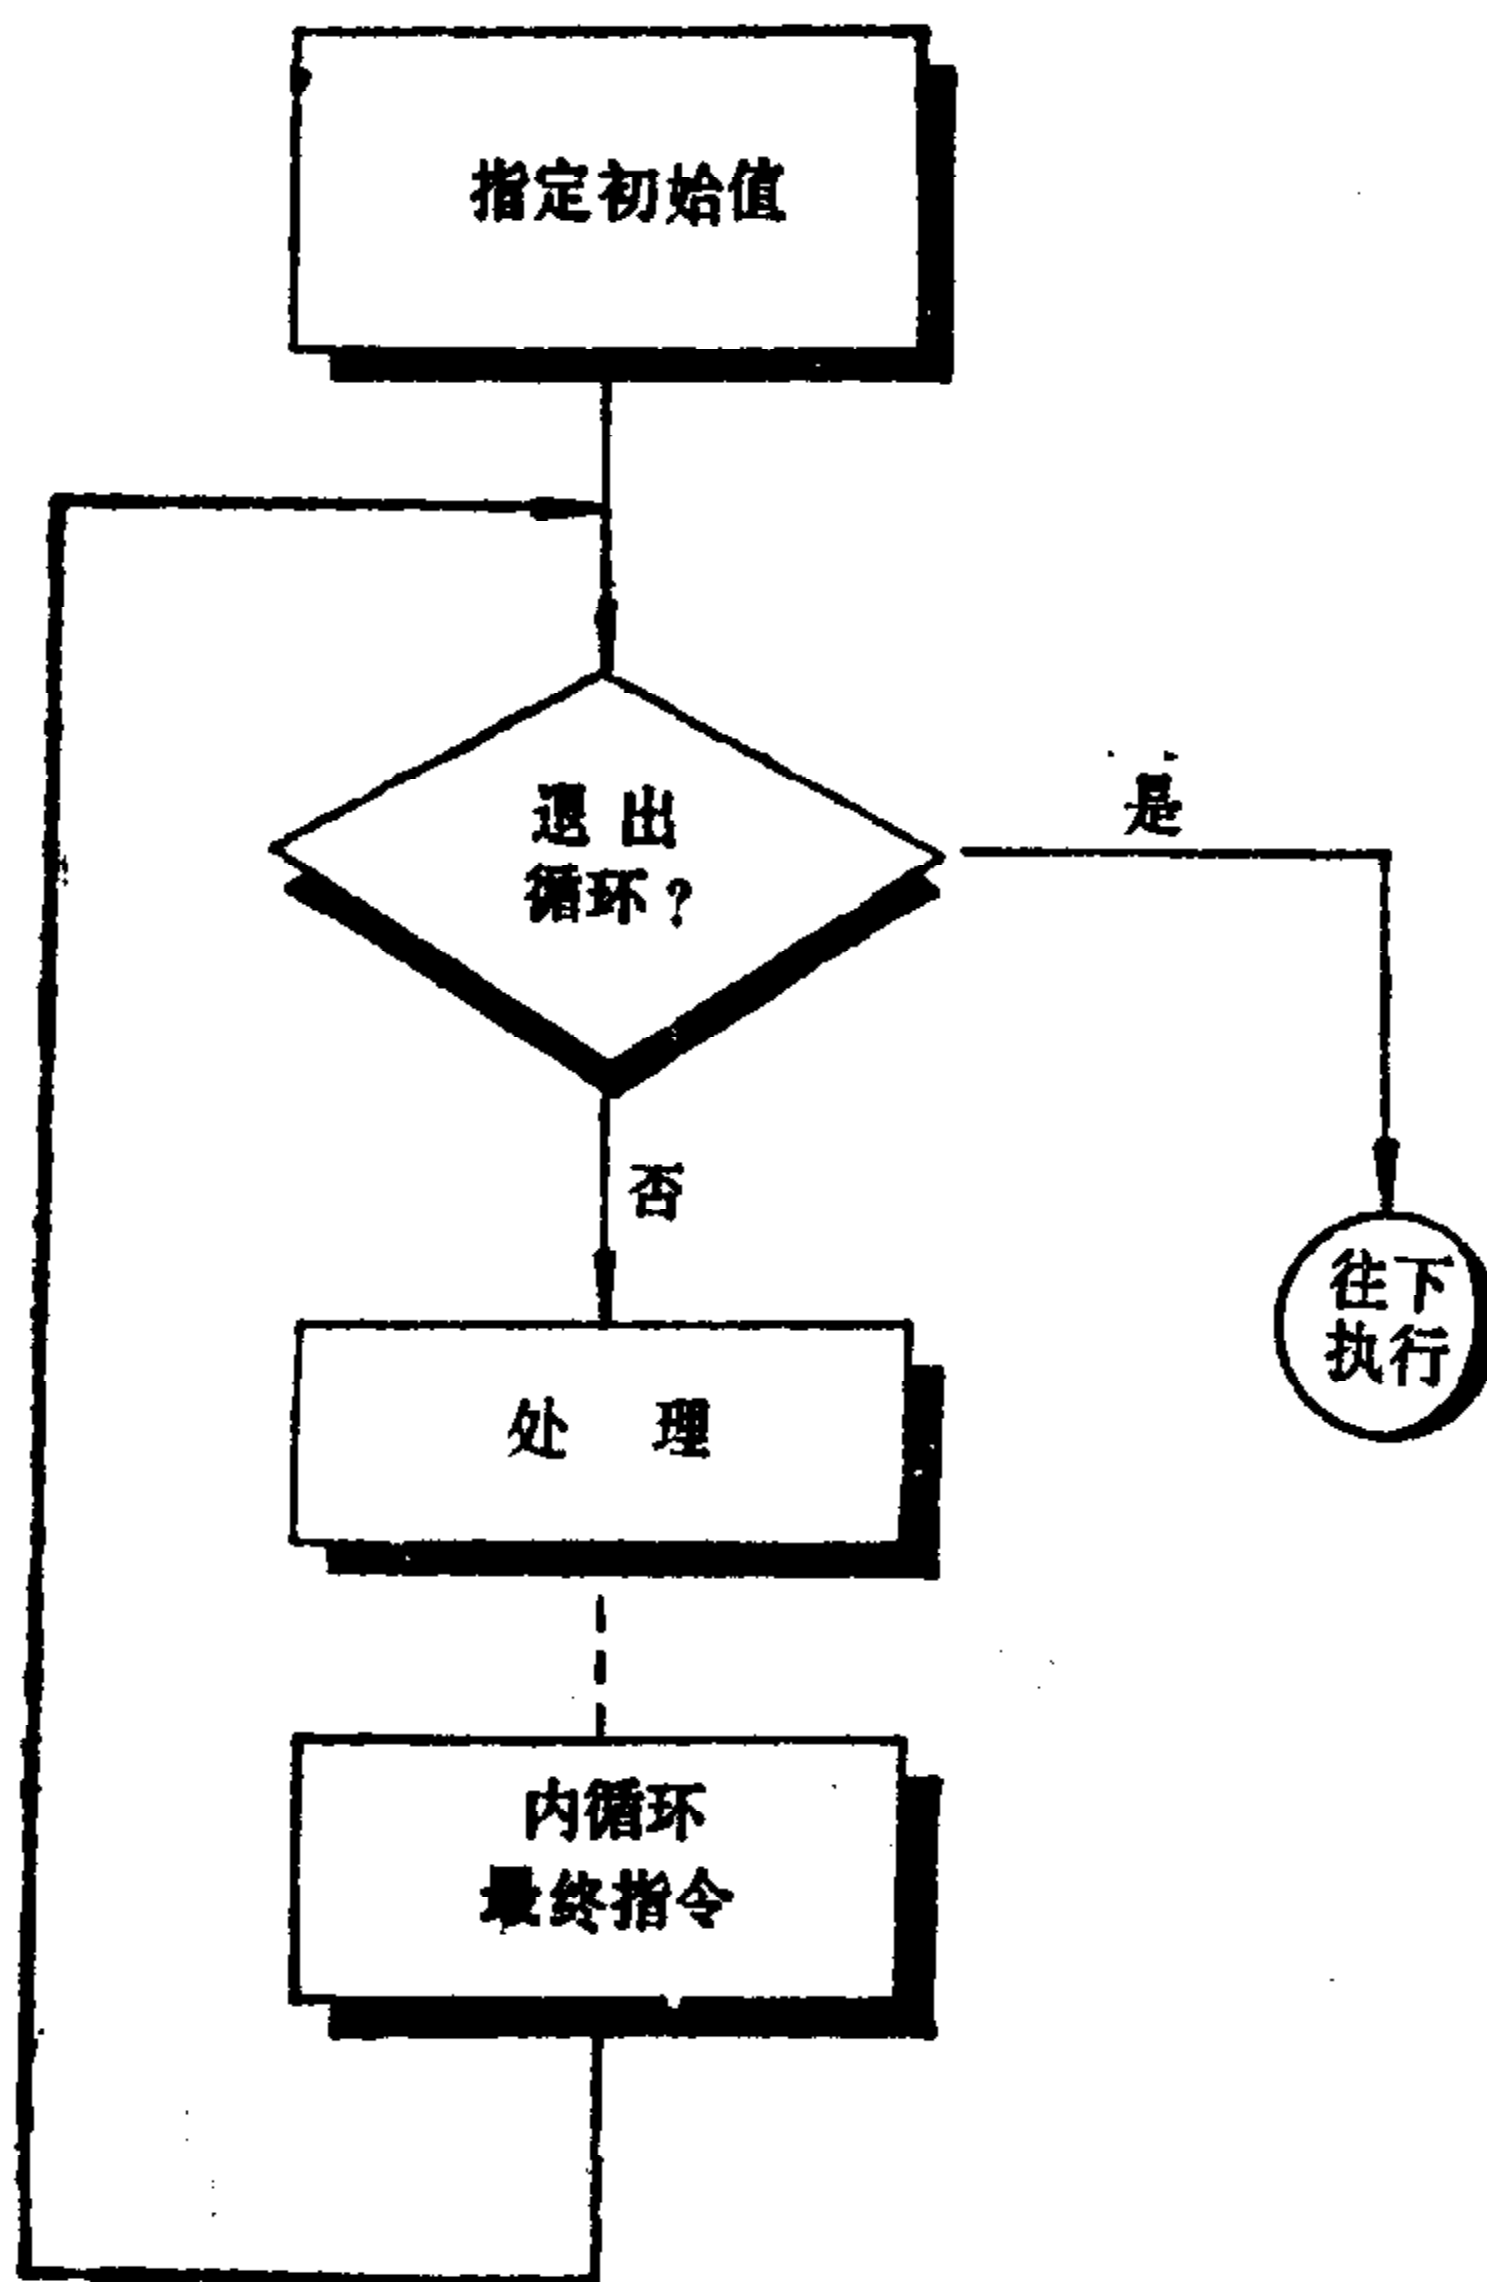 指定初始值
退出
循环？
是
否
往下
执行
处理
内循环
最终指令